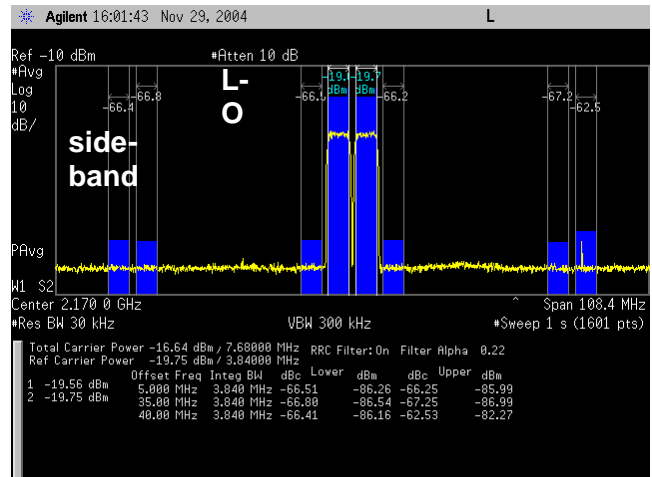 Agilent 16:01:43 Nov 29, 2004 L
Ref -10 dBm #Atten 10 dB
#Avg
Log
10
dB/
-66.4
-66.8
-66.5
dBm
-19.7
dBm
-66.2
-67.2
-62.5
L-
O
side-
band
PAvg
W1 S2
Center 2.170 0 GHz ^ Span 108.4 MHz
#Res BW 30 kHz VBW 300 kHz #Sweep 1 s (1601 pts)
Total Carrier Power -16.64 dBm / 7.68000 MHz RRC Filter: On Filter Alpha 0.22
Ref Carrier Power -19.75 dBm / 3.84000 MHz
Offset Freq Integ BW dBc Lower dBm dBc Upper dBm
1 -19.56 dBm 5.000 MHz 3.840 MHz -66.51 -86.26 -66.25 -85.99
2 -19.75 dBm 35.00 MHz 3.840 MHz -66.80 -86.54 -67.25 -86.99
40.00 MHz 3.840 MHz -66.41 -86.16 -62.53 -82.27